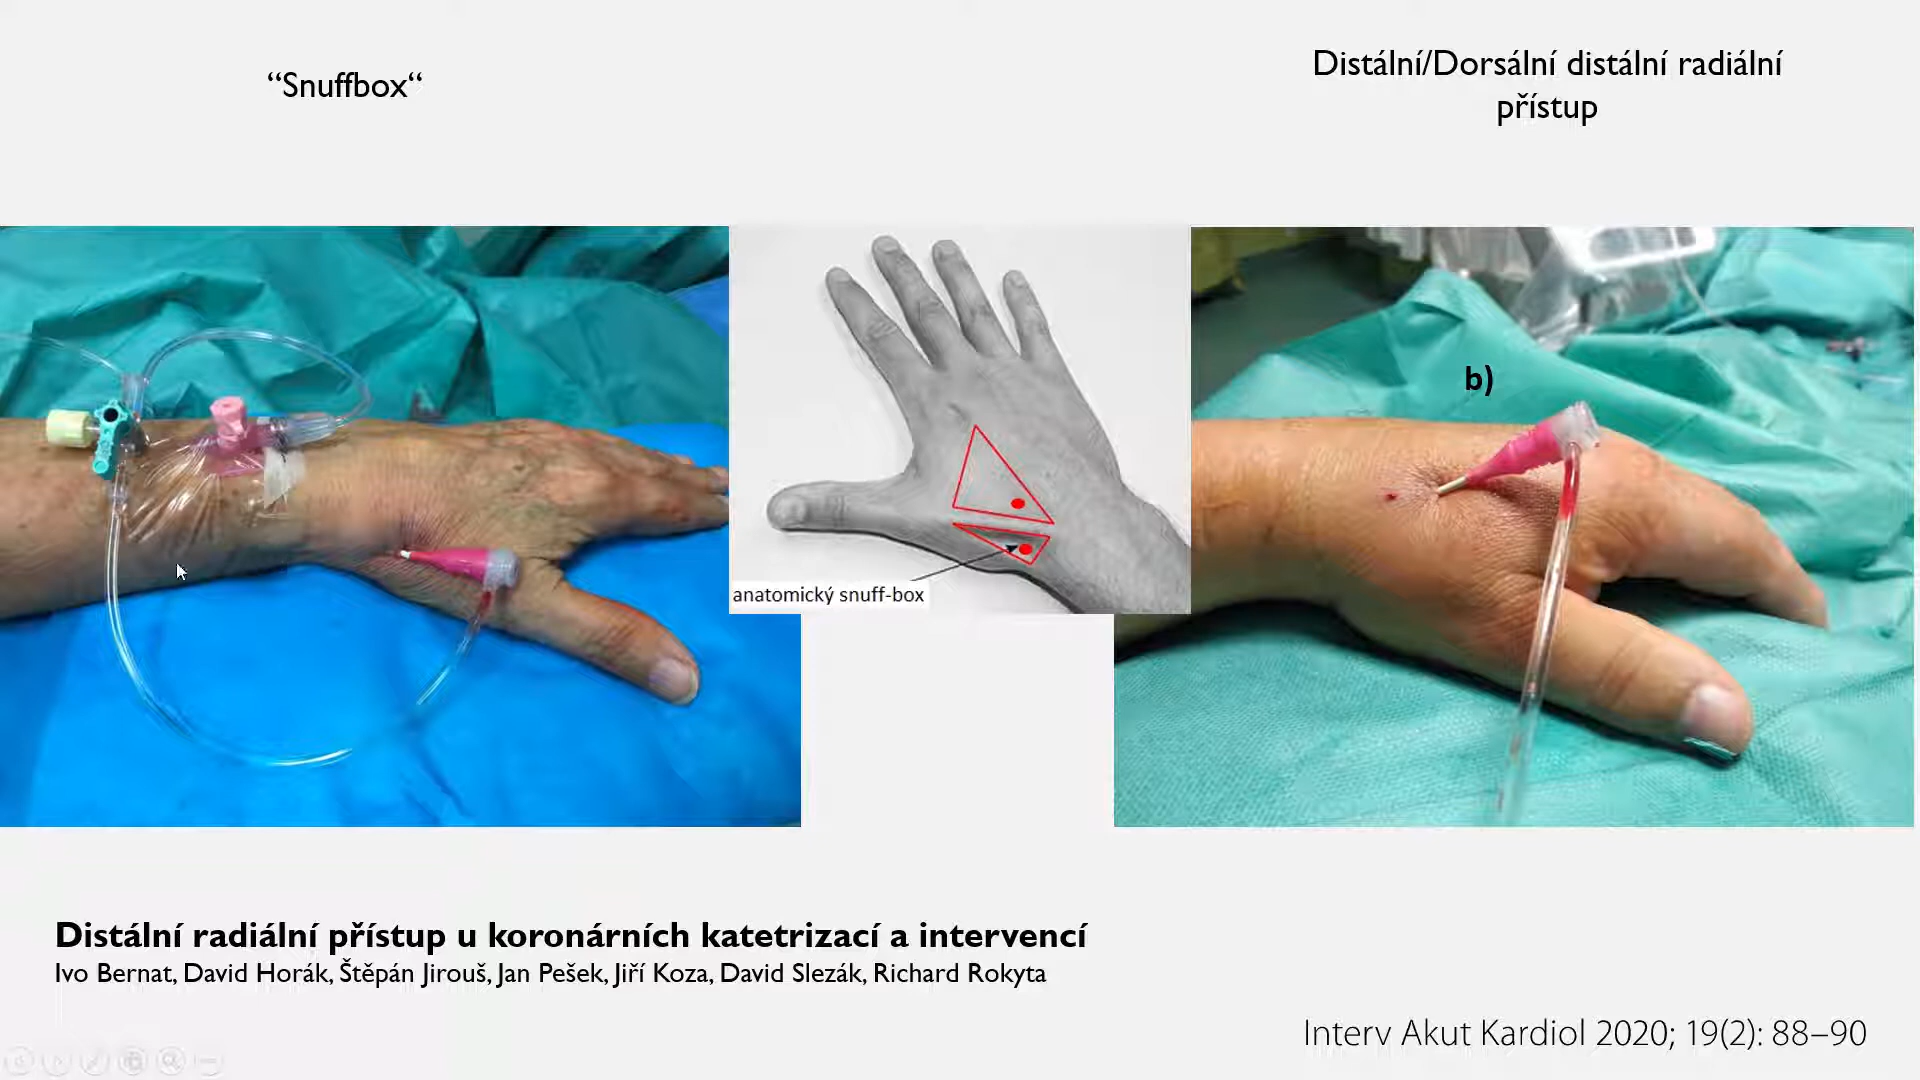 “Snuffbox“
Distální/Dorsální distální radiální
přístup
b)
anatomický snuff-box
Distální radiální přístup u koronárních katetrizací a intervencí
Ivo Bernat, David Horák, Štěpán Jirouš, Jan Pešek, Jiří Koza, David Slezák, Richard Rokyta
Interv Akut Kardiol 2020; 19(2): 88–90